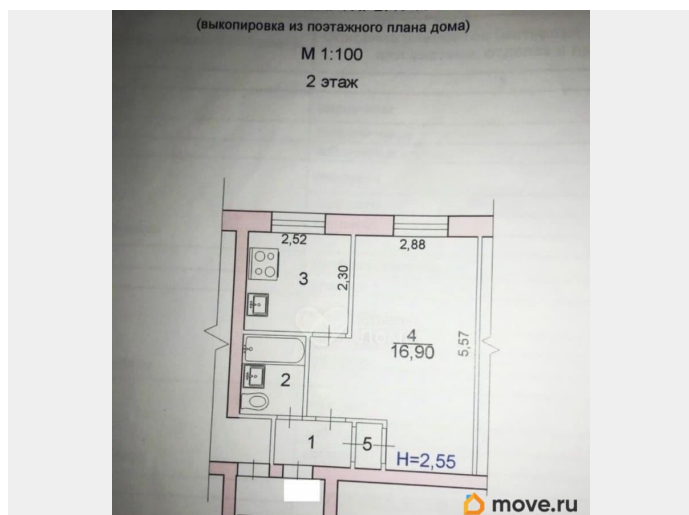 (выкопировка из поэтажного плана дома)
М 1:100
2 этаж
2,52
2,88
3
2,30
4
16,90
5,57
2
1
5
H=2,55
move.ru